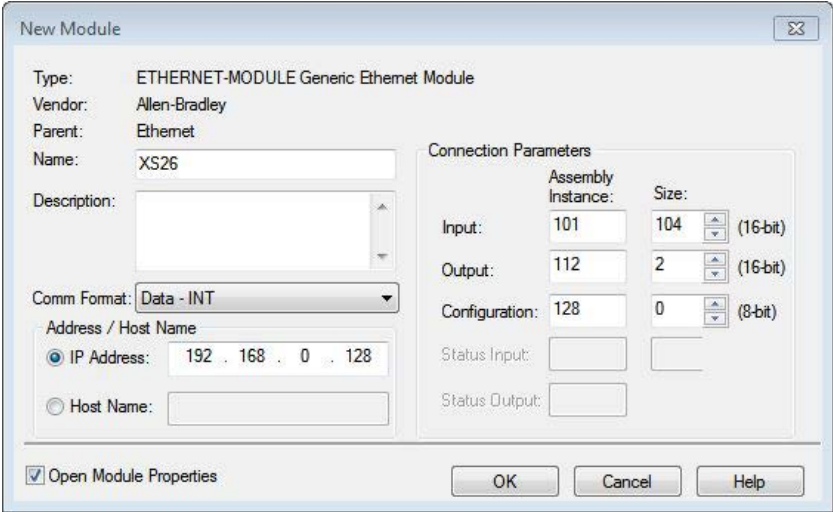 New Module
Type: ETHERNET-MODULE Generic Ethernet Module
Vendor: Allen-Bradley
Parent: Ethernet
Name: XS26
Description:
Comm Format: Data - INT
Address / Host Name
IP Address: 192 . 168 . 0 . 128
Host Name:
Connection Parameters
Assembly
Instance: Size:
Input: 101 104 (16-bit)
Output: 112 2 (16-bit)
Configuration: 128 0 (8-bit)
Status Input:
Status Output:
Open Module Properties
OK Cancel Help